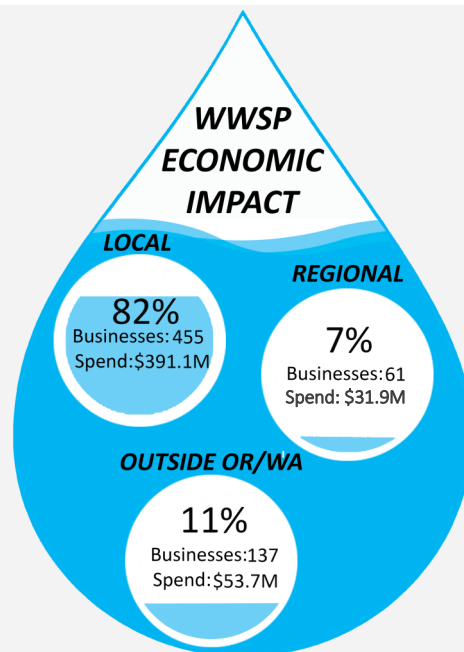 WWSP
ECONOMIC
IMPACT
LOCAL
82%
Businesses: 455
Spend:$391.1M
REGIONAL
7%
Businesses:61
Spend: $31.9M
OUTSIDE OR/WA
11%
Businesses:137
Spend:$53.7M